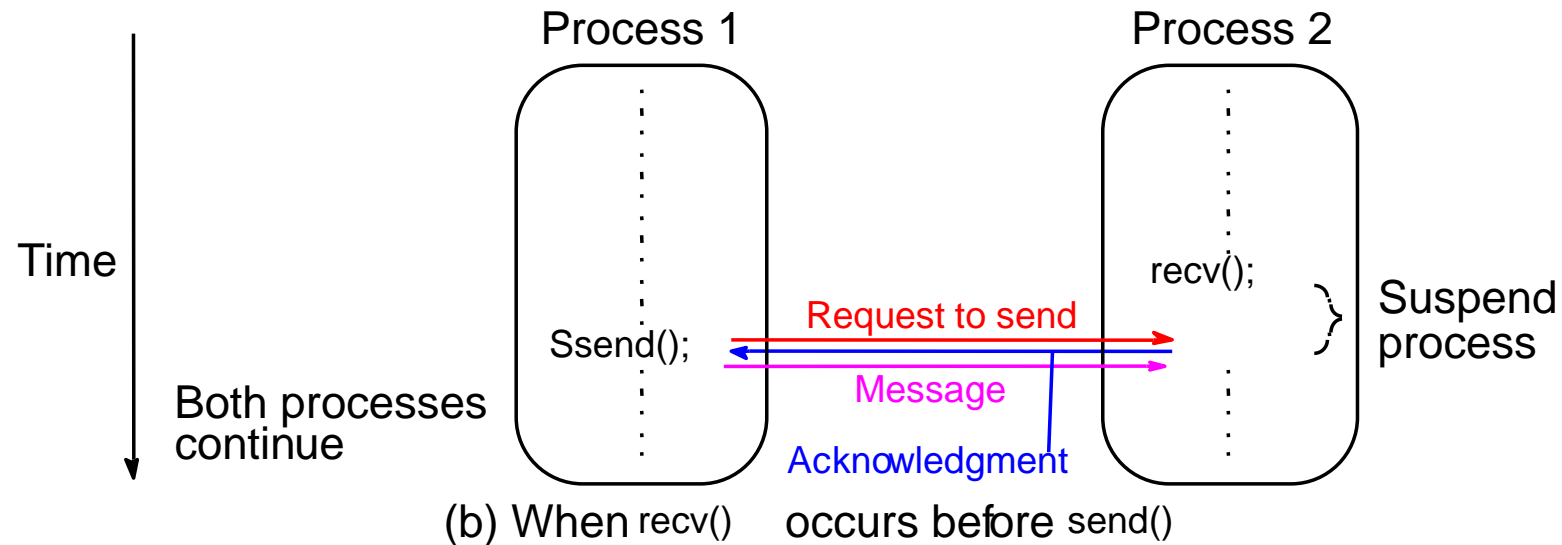 Process 1
Process 2
Time
recv();
Suspend
process
Request to send
Ssend();
Message
Both processes
continue
Acknowledgment
(b) When recv() occurs before send()